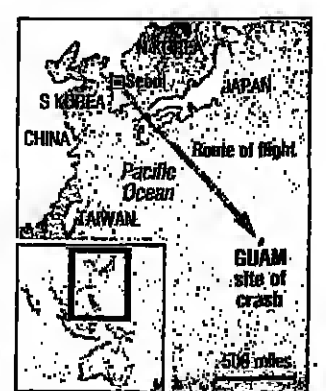 N KOREA
Seoul
JAPAN
S KOREA
CHINA
Route of flight
Pacific
Ocean
TAIWAN
GUAM
site of
crash
500 miles